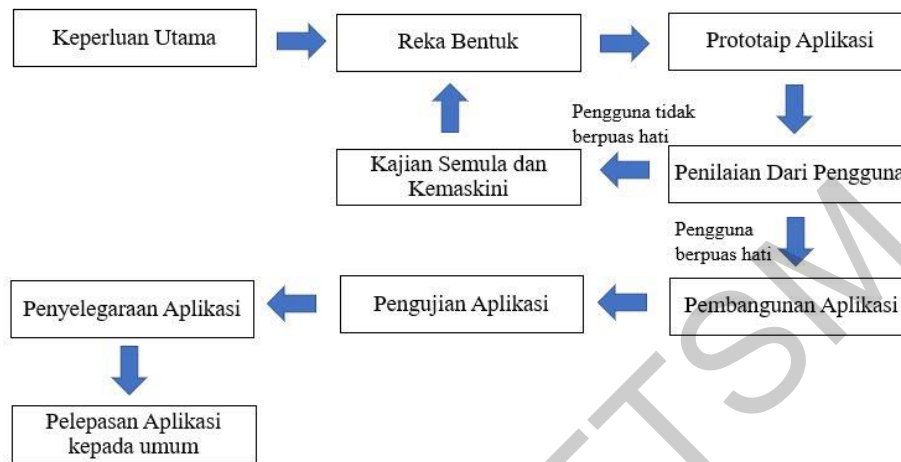 Keperluan Utama
Reka Bentuk
Prototaip Aplikasi
Pengguna tidak
berpuas hati
Kajian Semula dan
Kemaskini
Penilaian Dari Pengguna
Pengguna
berpuas hati
Penyelegaraan Aplikasi
Pengujian Aplikasi
Pembangunan Aplikasi
Pelepasan Aplikasi
kepada umum
FTSM